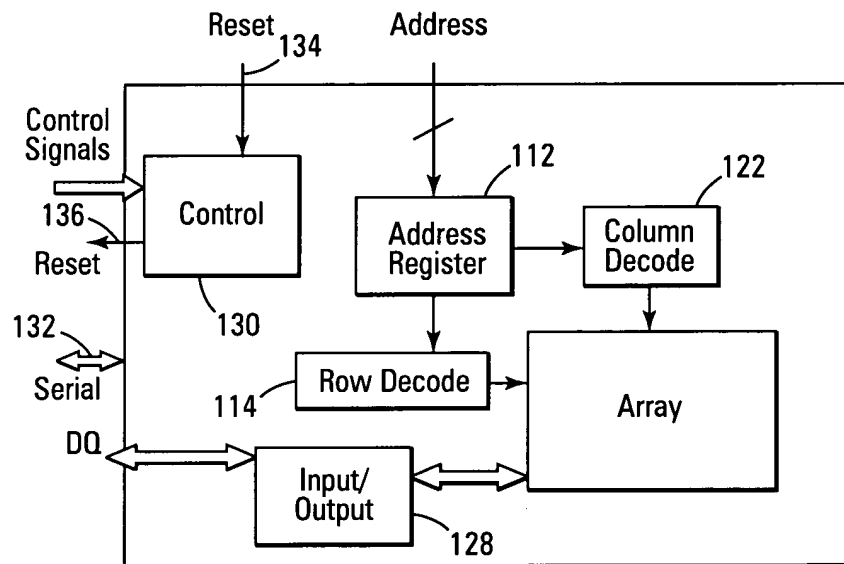 Reset
134
Address
Control
Signals
112
122
Control
136
Reset
Address
Register
Column
Decode
130
132
Serial
Row Decode
114
Array
DQ
Input/
Output
128